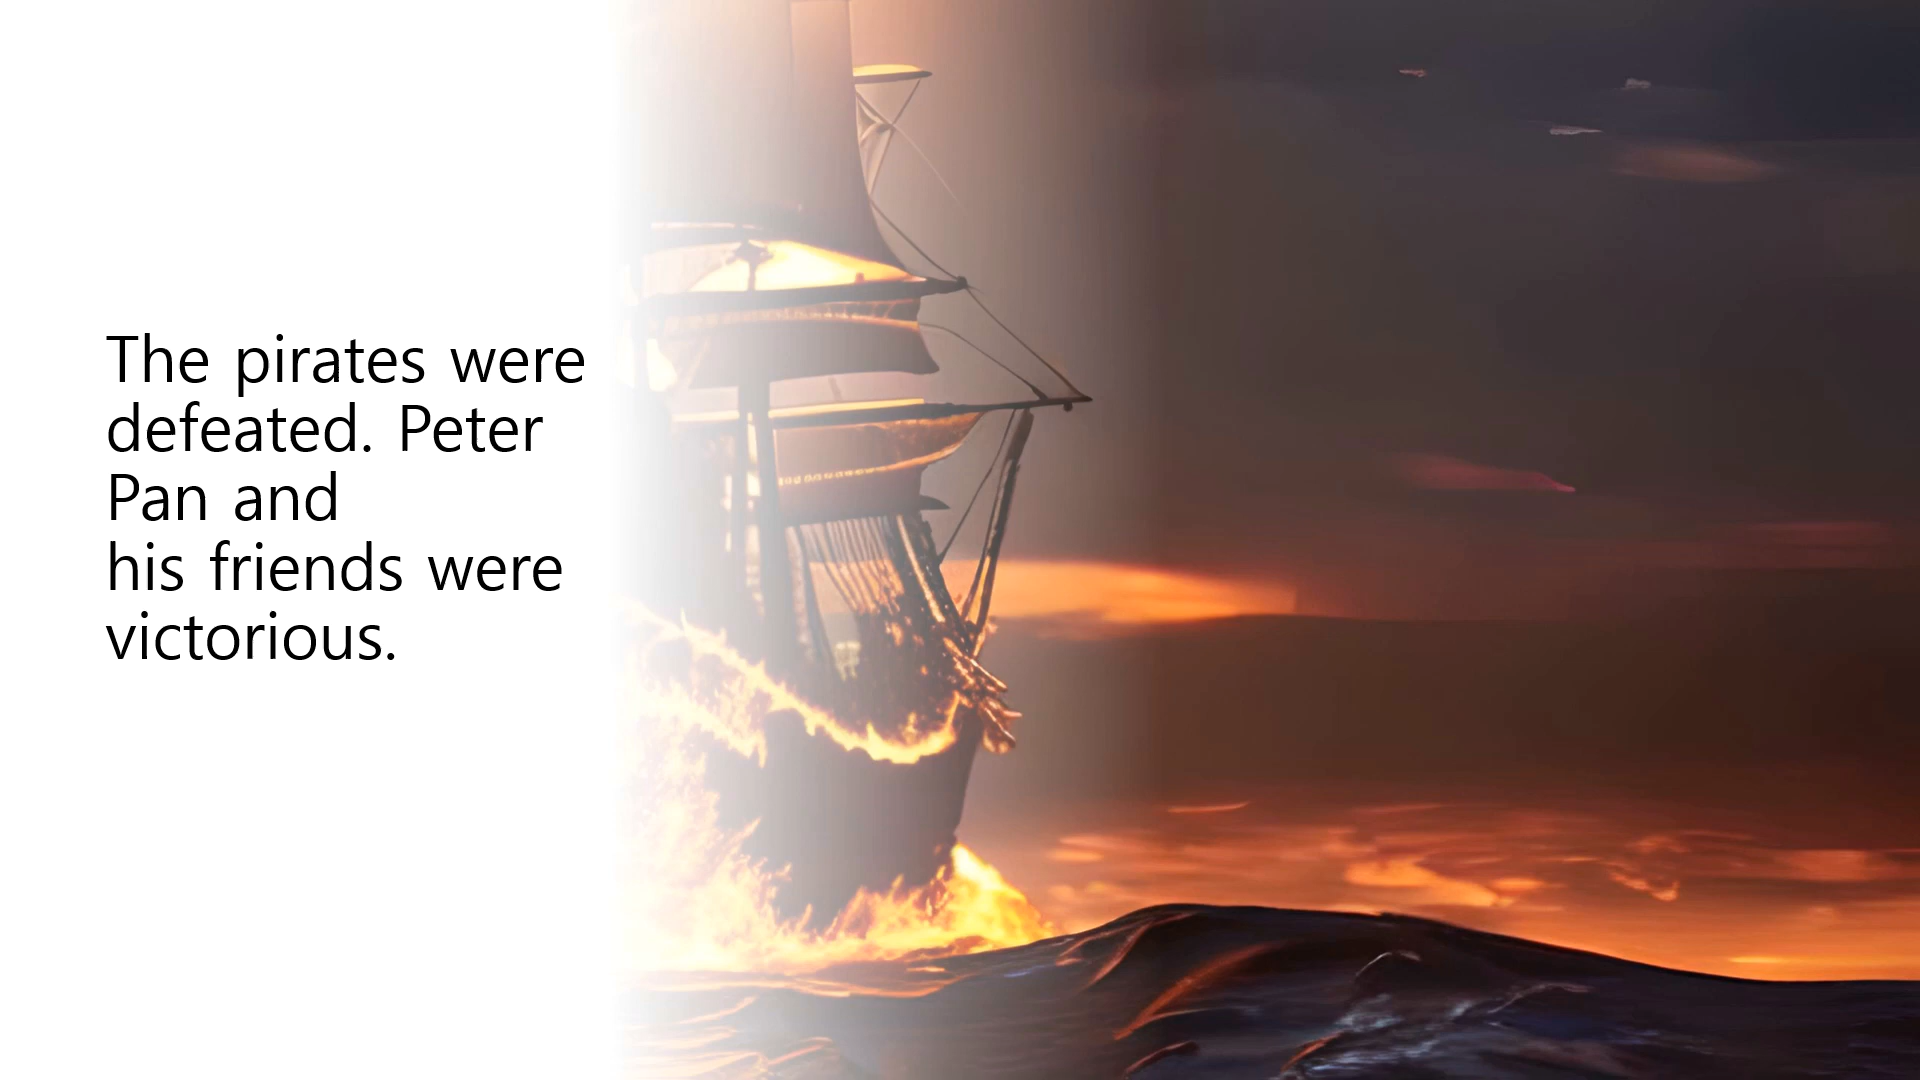 The pirates were
defeated. Peter
Pan and
his friends were
victorious.